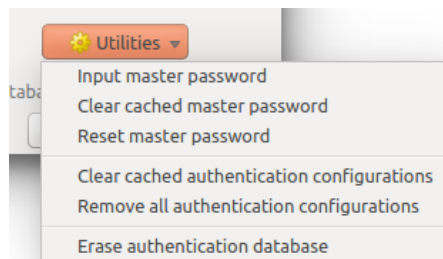 Utilities
Input master password
Clear cached master password
Reset master password
Clear cached authentication configurations
Remove all authentication configurations
Erase authentication database